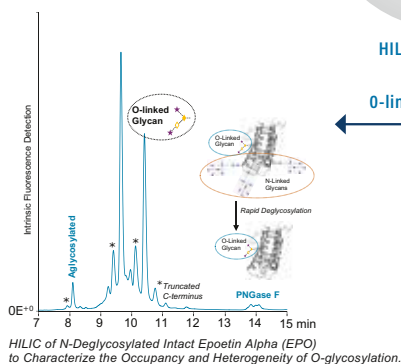 HIL
O-lin
Intrinsic Fluorescence Detection
0E+0
Aglycosylated
*
*
*
O-linked
Glycan
* Truncated
C-terminus
O-Linked
Glycan
N-Linked
Glycans
Rapid Deglycosylation
O-Linked
Glycan
PNGase F
7 8 9 10 11 12 13 14 15 min
HILIC of N-Deglycosylated Intact Epoetin Alpha (EPO)
to Characterize the Occupancy and Heterogeneity of O-glycosylation.